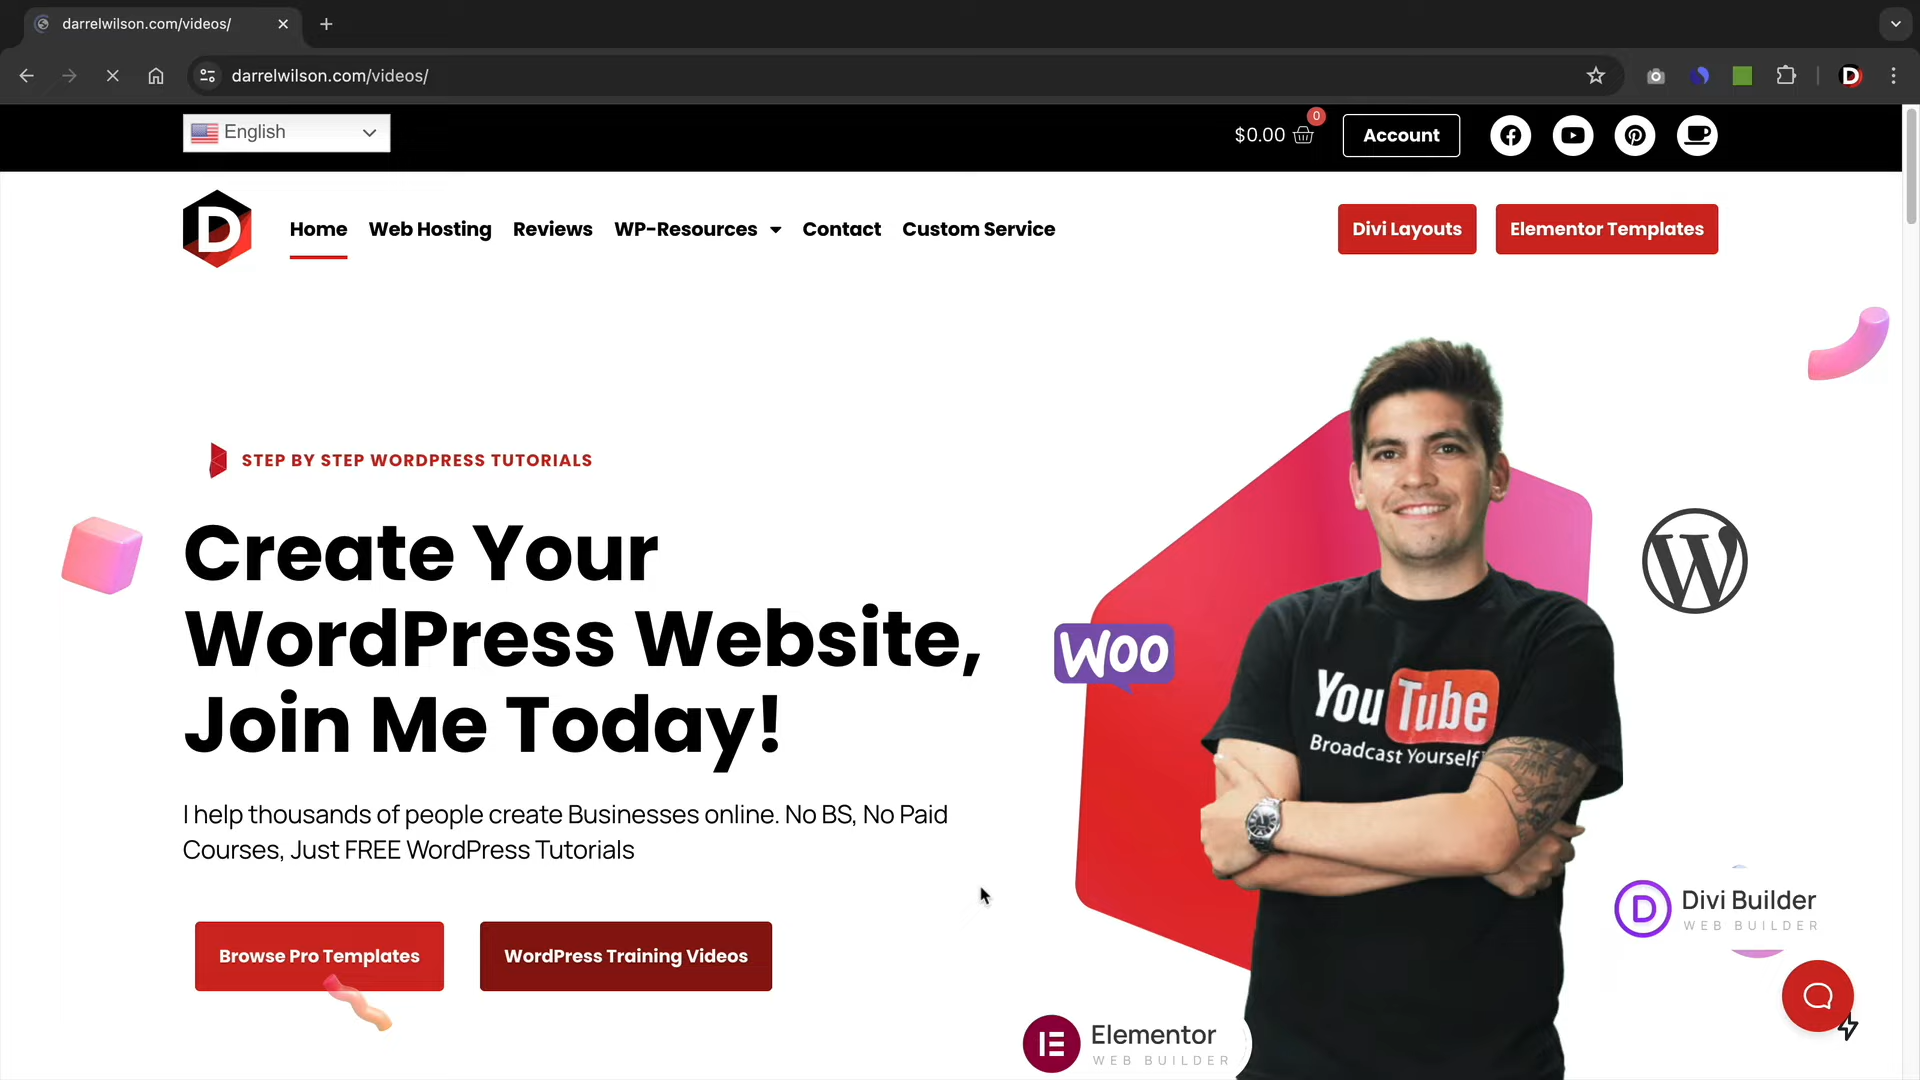 darrelwilson.com/videos/
darrelwilson.com/videos/
English
$0.00
0
Account
D
Home
Web Hosting
Reviews
WP-Resources
Contact
Custom Service
Divi Layouts
Elementor Templates
STEP BY STEP WORDPRESS TUTORIALS
Create Your
WordPress Website,
Join Me Today!
I help thousands of people create Businesses online. No BS, No Paid
Courses, Just FREE WordPress Tutorials
Browse Pro Templates
WordPress Training Videos
Woo
W
YouTube
Broadcast Yourself
D
Divi Builder
WEB BUILDER
Elementor
WEB BUILDER